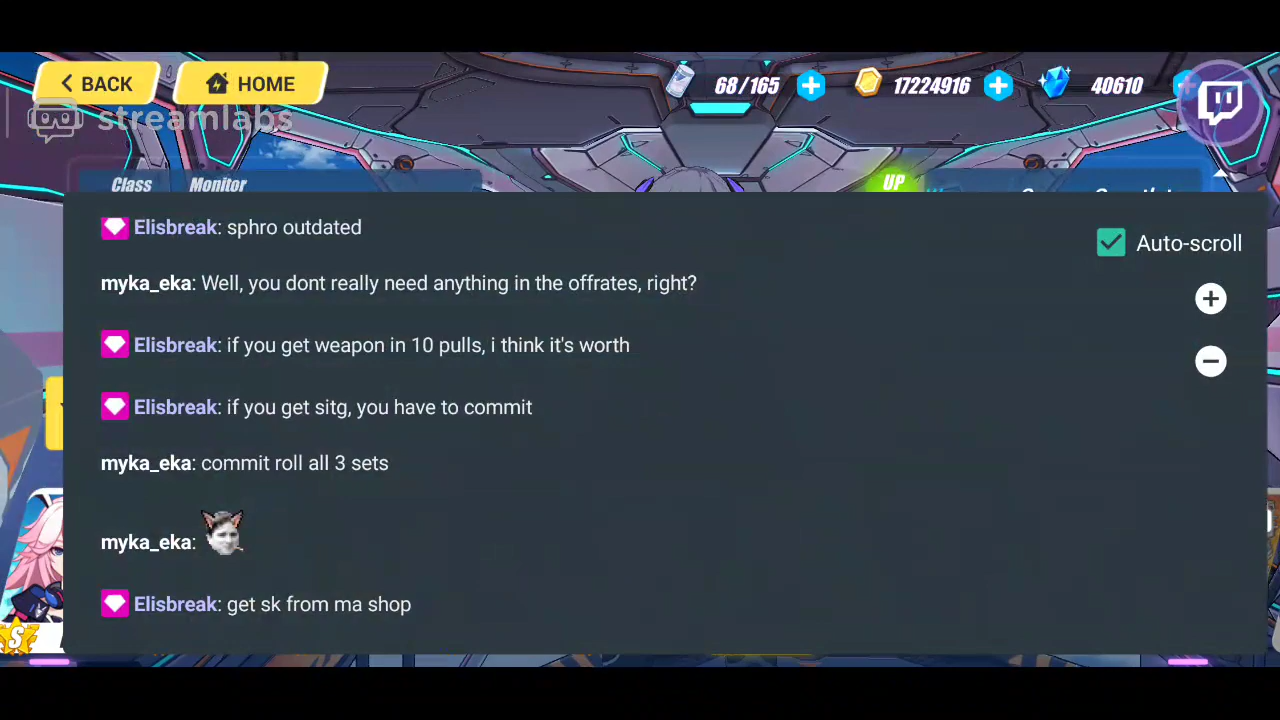 BACK
HOME
68/165
17224916
40610
streamlabs
Class
Monitor
UP
Elisbreak: sphro outdated
Auto-scroll
myka_eka: Well, you dont really need anything in the offrates, right?
Elisbreak: if you get weapon in 10 pulls, i think it's worth
Elisbreak: if you get sitg, you have to commit
myka_eka: commit roll all 3 sets
myka_eka:
Elisbreak: get sk from ma shop
S